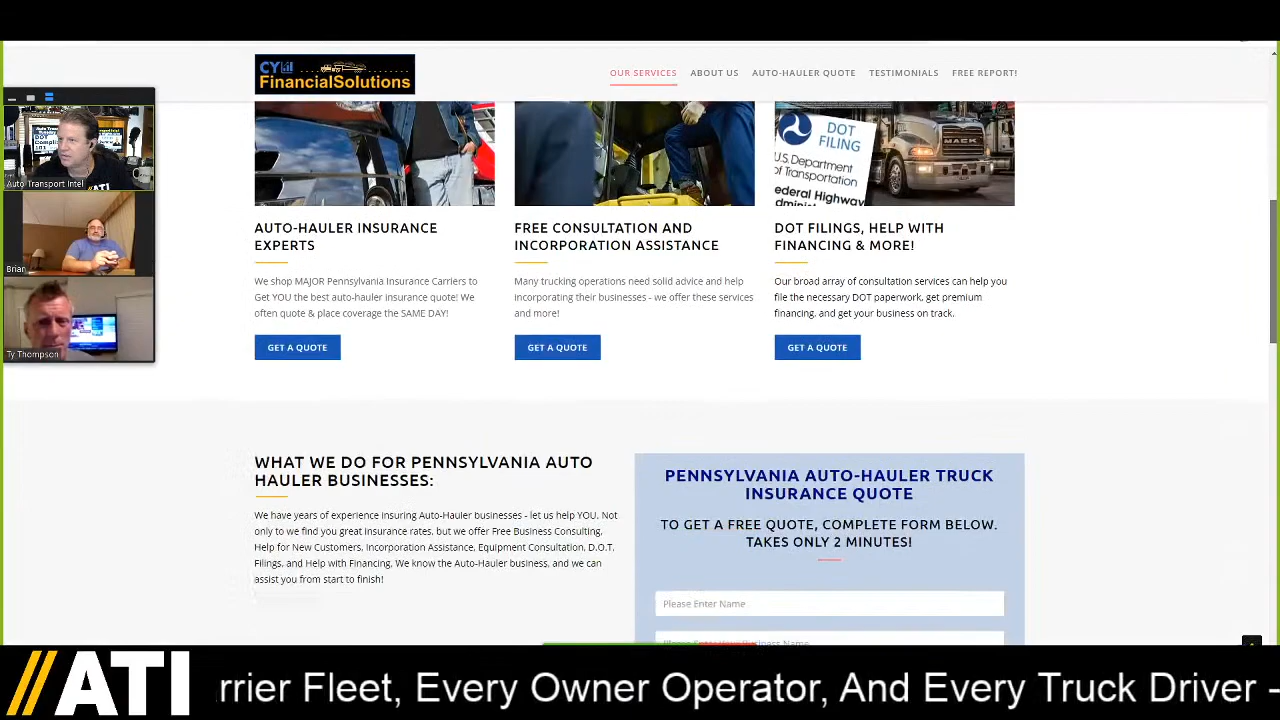 CY
FinancialSolutions
OUR SERVICES
ABOUT US
AUTO-HAULER QUOTE
TESTIMONIALS
FREE REPORT!
Auto Transport Intel
Brian
Ty Thompson
DOT
FILING
U.S. Department
of Transportation
Federal Highway
MACK
AUTO-HAULER INSURANCE
EXPERTS
We shop MAJOR Pennsylvania Insurance Carriers to
Get YOU the best auto-hauler insurance quote! We
often quote & place coverage the SAME DAY!
GET A QUOTE
FREE CONSULTATION AND
INCORPORATION ASSISTANCE
Many trucking operations need solid advice and help
incorporating their businesses - we offer these services
and more!
GET A QUOTE
DOT FILINGS, HELP WITH
FINANCING & MORE!
Our broad array of consultation services can help you
file the necessary DOT paperwork, get premium
financing, and get your business on track.
GET A QUOTE
WHAT WE DO FOR PENNSYLVANIA AUTO
HAULER BUSINESSES:
We have years of experience insuring Auto-Hauler businesses - let us help YOU. Not
only to we find you great insurance rates, but we offer Free Business Consulting,
Help for New Customers, Incorporation Assistance, Equipment Consultation, D.O.T.
Filings, and Help with Financing. We know the Auto-Hauler business, and we can
assist you from start to finish!
PENNSYLVANIA AUTO-HAULER TRUCK
INSURANCE QUOTE
TO GET A FREE QUOTE, COMPLETE FORM BELOW.
TAKES ONLY 2 MINUTES!
Please Enter Name
//ATI
rrier Fleet, Every Owner Operator, And Every Truck Driver -